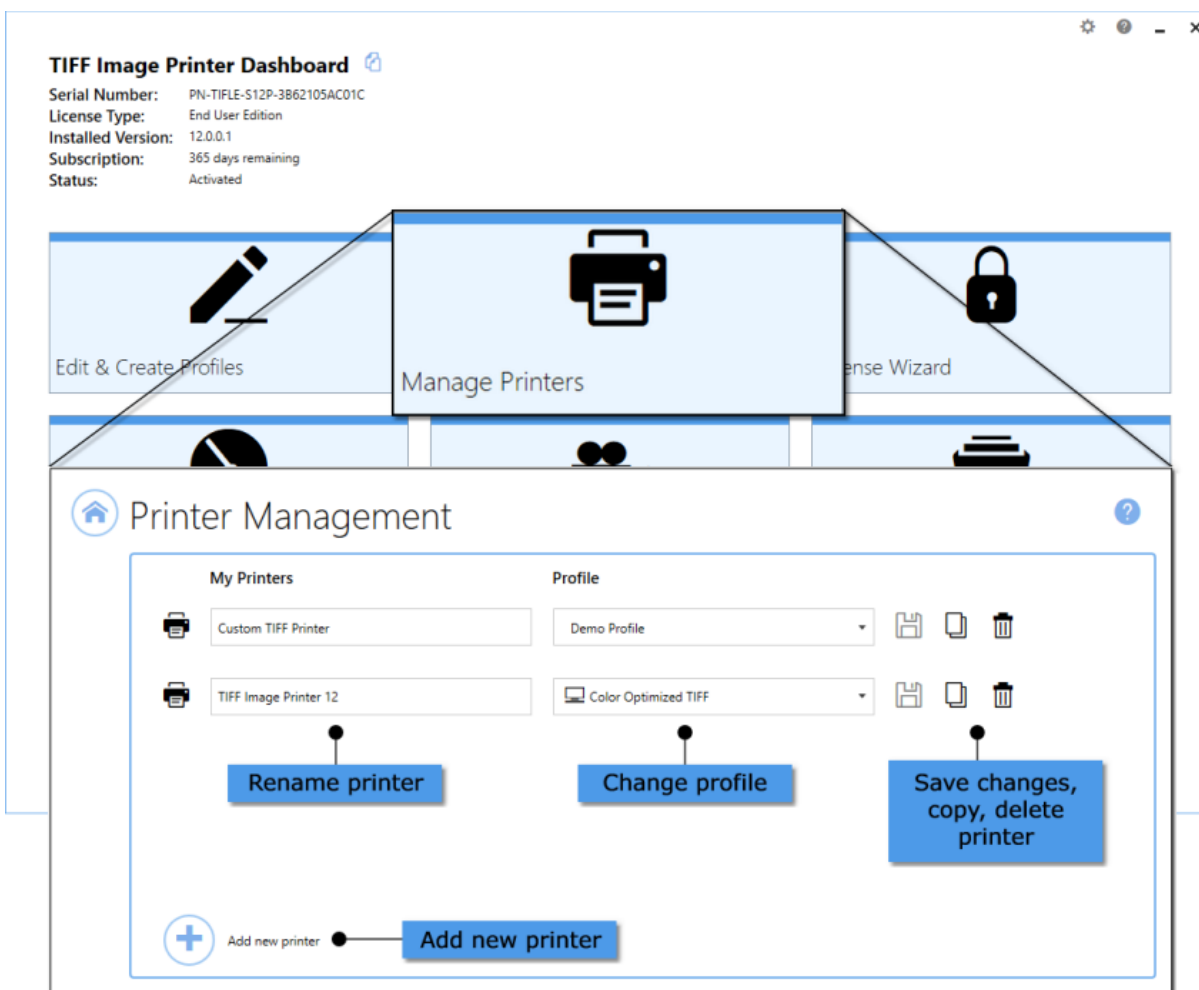 TIFF Image Printer Dashboard
Serial Number: PN-TIFLE-S12P-3B62105AC01C
License Type: End User Edition
Installed Version: 12.0.0.1
Subscription: 365 days remaining
Status: Activated
Edit & Create Profiles
Manage Printers
ense Wizard
Printer Management
My Printers Profile
Custom TIFF Printer Demo Profile
TIFF Image Printer 12 Color Optimized TIFF
Rename printer
Change profile
Save changes,
copy, delete
printer
Add new printer
Add new printer